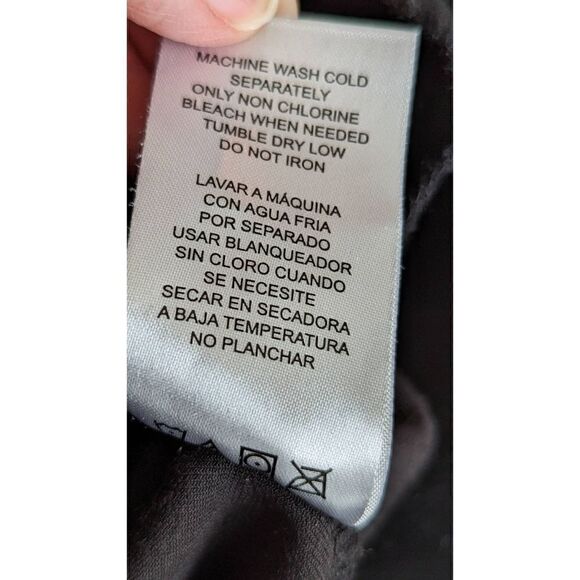 MACHINE WASH COLD
SEPARATELY
ONLY NON CHLORINE
BLEACH WHEN NEEDED
TUMBLE DRY LOW
DO NOT IRON
LAVAR A MÁQUINA
CON AGUA FRIA
POR SEPARADO
USAR BLANQUEADOR
SIN CLORO CUANDO
SE NECESITE
SECAR EN SECADORA
A BAJA TEMPERATURA
NO PLANCHAR